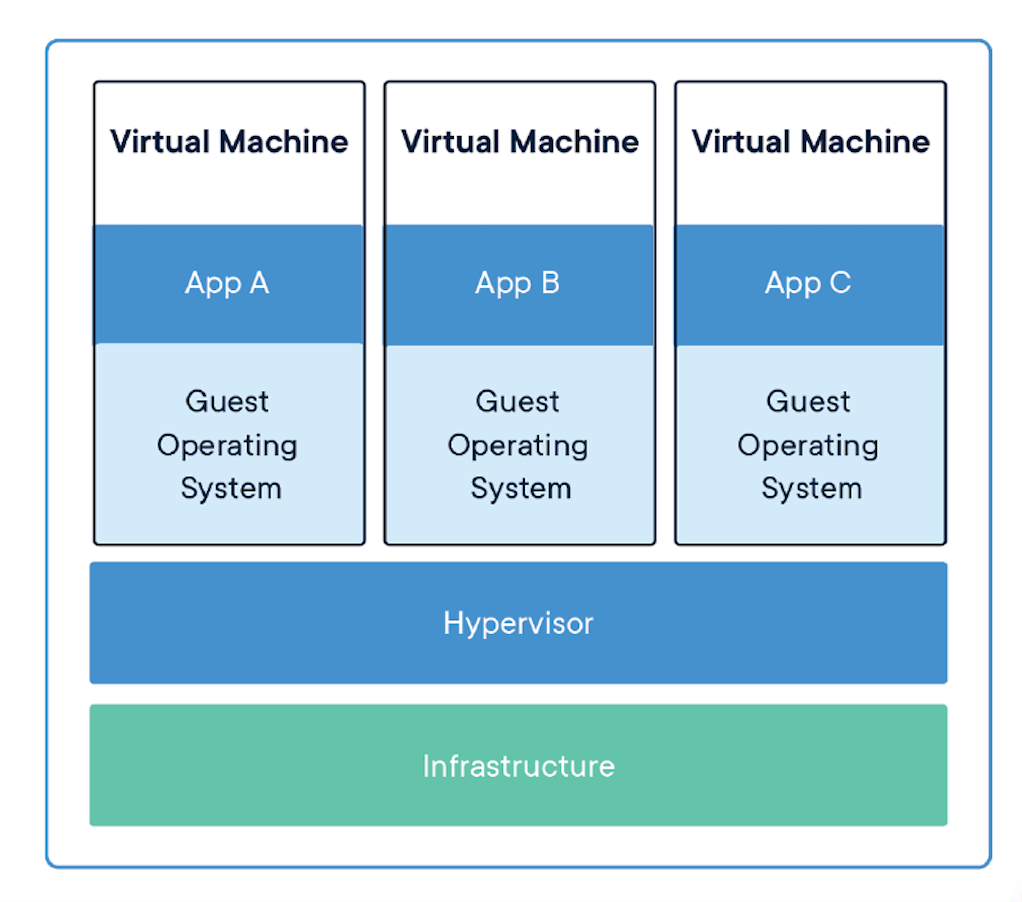 Virtual Machine
App A
Guest
Operating
System
Virtual Machine
App B
Guest
Operating
System
Virtual Machine
App C
Guest
Operating
System
Hypervisor
Infrastructure